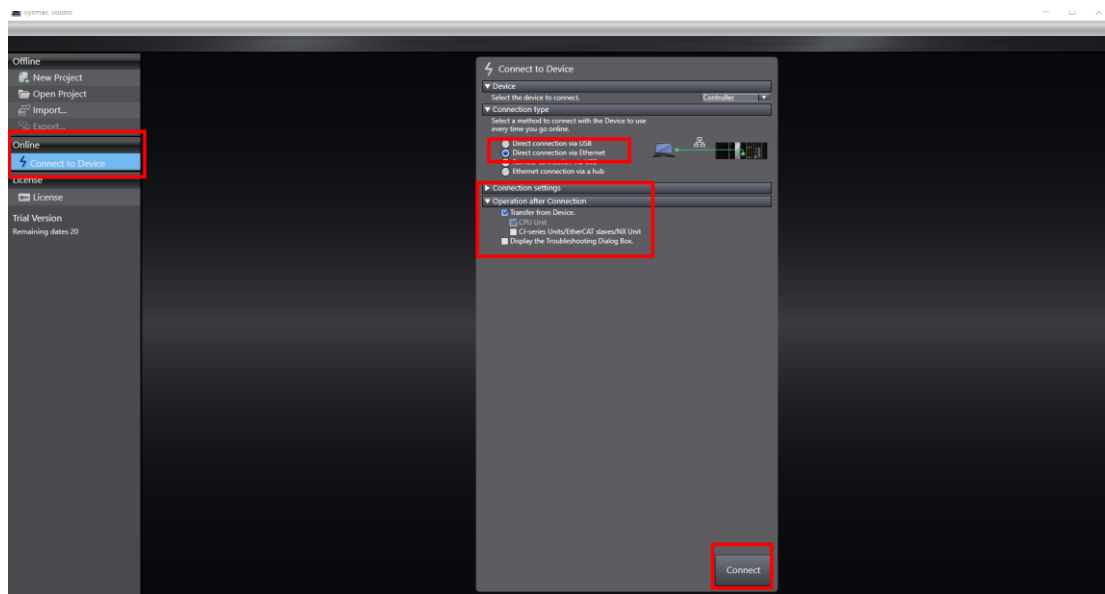 Sysmac Studio
Offline
New Project
Open Project
Import...
Export...
Online
Connect to Device
License
License
Trial Version
Remaining dates 20
Connect to Device
Device
Select the device to connect.
Controller
Connection type
Select a method to connect with the Device to use
every time you go online.
Direct connection via USB
Direct connection via Ethernet
Remote connection via USB
Ethernet connection via a hub
Connection settings
Operation after Connection
Transfer from Device.
CPU Unit
CJ-series Units/EtherCAT slaves/NX Unit
Display the Troubleshooting Dialog Box.
Connect